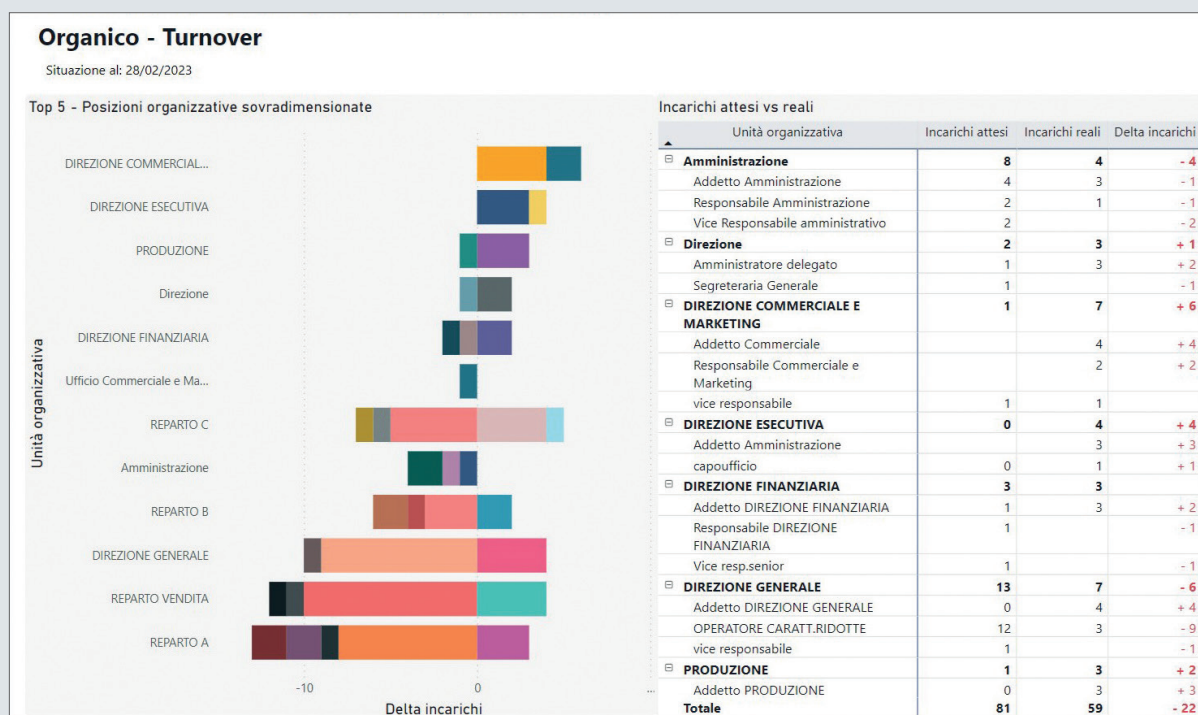 Organico - Turnover
Situazione al: 28/02/2023
Top 5 - Posizioni organizzative sovradimensionate
DIREZIONE COMMERCIAL...
DIREZIONE ESECUTIVA
PRODUZIONE
Direzione
DIREZIONE FINANZIARIA
Ufficio Commerciale e Ma...
REPARTO C
Amministrazione
REPARTO B
DIREZIONE GENERALE
REPARTO VENDITA
REPARTO A
Unità organizzativa
-10 0 ...
Delta incarichi
Incarichi attesi vs reali
Unità organizzativa Incarichi attesi Incarichi reali Delta incarichi
Amministrazione 8 4 - 4
Addetto Amministrazione 4 3 - 1
Responsabile Amministrazione 2 1 - 1
Vice Responsabile amministrativo 2 - 2
Direzione 2 3 + 1
Amministratore delegato 1 3 + 2
Segreteraria Generale 1 - 1
DIREZIONE COMMERCIALE E 1 7 + 6
MARKETING
Addetto Commerciale 4 + 4
Responsabile Commerciale e 2 + 2
Marketing
vice responsabile 1 1
DIREZIONE ESECUTIVA 0 4 + 4
Addetto Amministrazione 3 + 3
capoufficio 0 1 + 1
DIREZIONE FINANZIARIA 3 3
Addetto DIREZIONE FINANZIARIA 1 3 + 2
Responsabile DIREZIONE 1 - 1
FINANZIARIA
Vice resp.senior 1 - 1
DIREZIONE GENERALE 13 7 - 6
Addetto DIREZIONE GENERALE 0 4 + 4
OPERATORE CARATT.RIDOTTE 12 3 - 9
vice responsabile 1 - 1
PRODUZIONE 1 3 + 2
Addetto PRODUZIONE 0 3 + 3
Totale 81 59 - 22